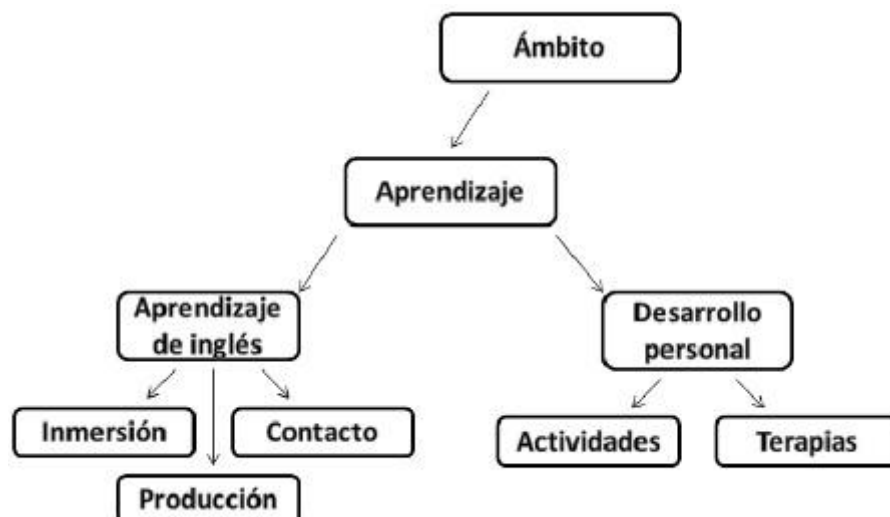 Ámbito
Aprendizaje
Aprendizaje
de inglés
Desarrollo
personal
Inmersión
Contacto
Actividades
Terapias
Producción